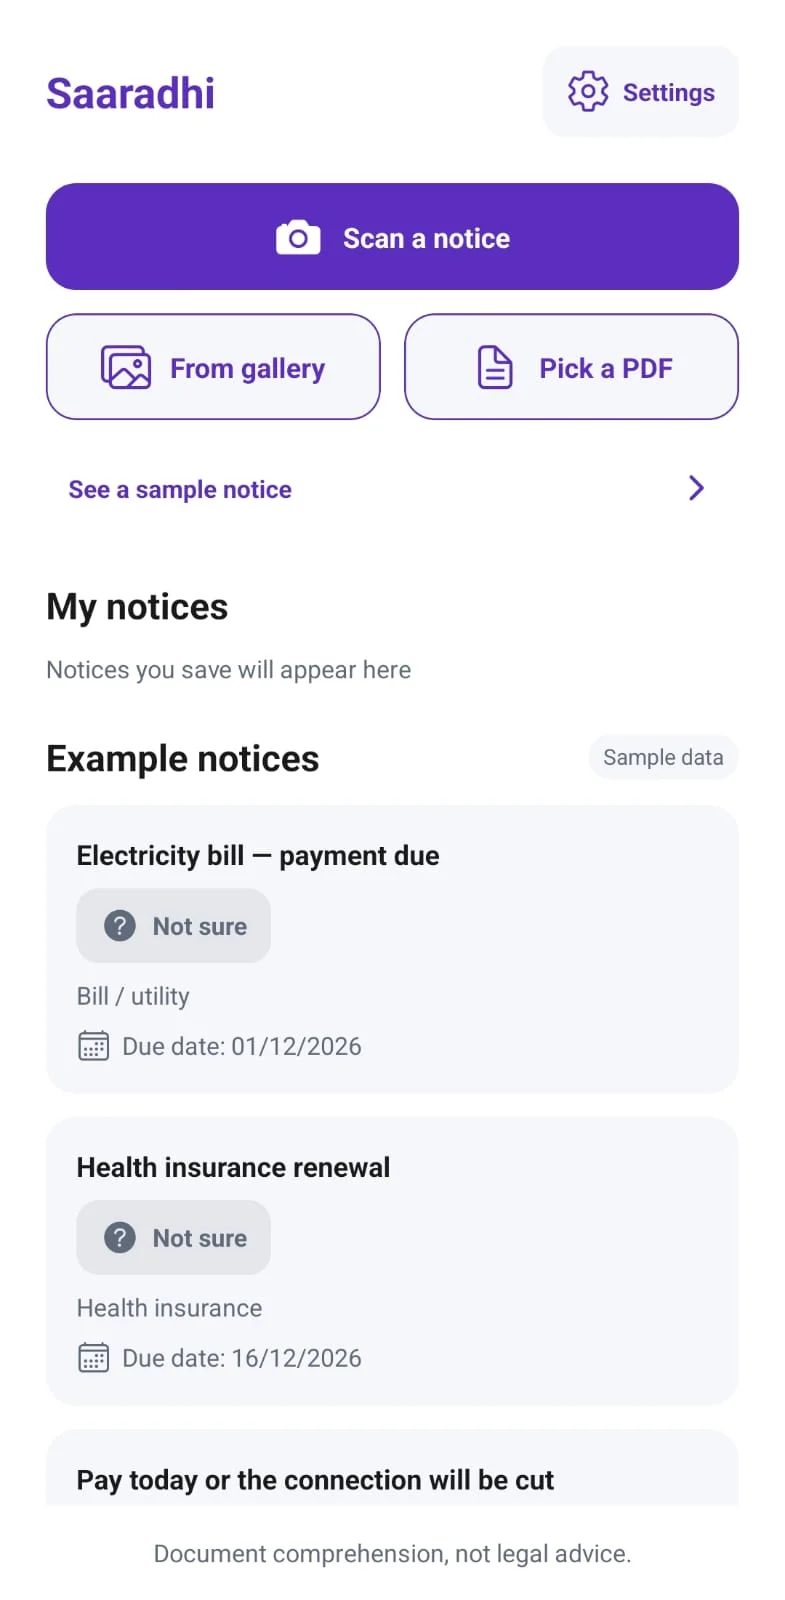 Saaradhi
Settings
Scan a notice
From gallery
Pick a PDF
See a sample notice
My notices
Notices you save will appear here
Example notices
Sample data
Electricity bill — payment due
Not sure
Bill / utility
Due date: 01/12/2026
Health insurance renewal
Not sure
Health insurance
Due date: 16/12/2026
Pay today or the connection will be cut
Document comprehension, not legal advice.